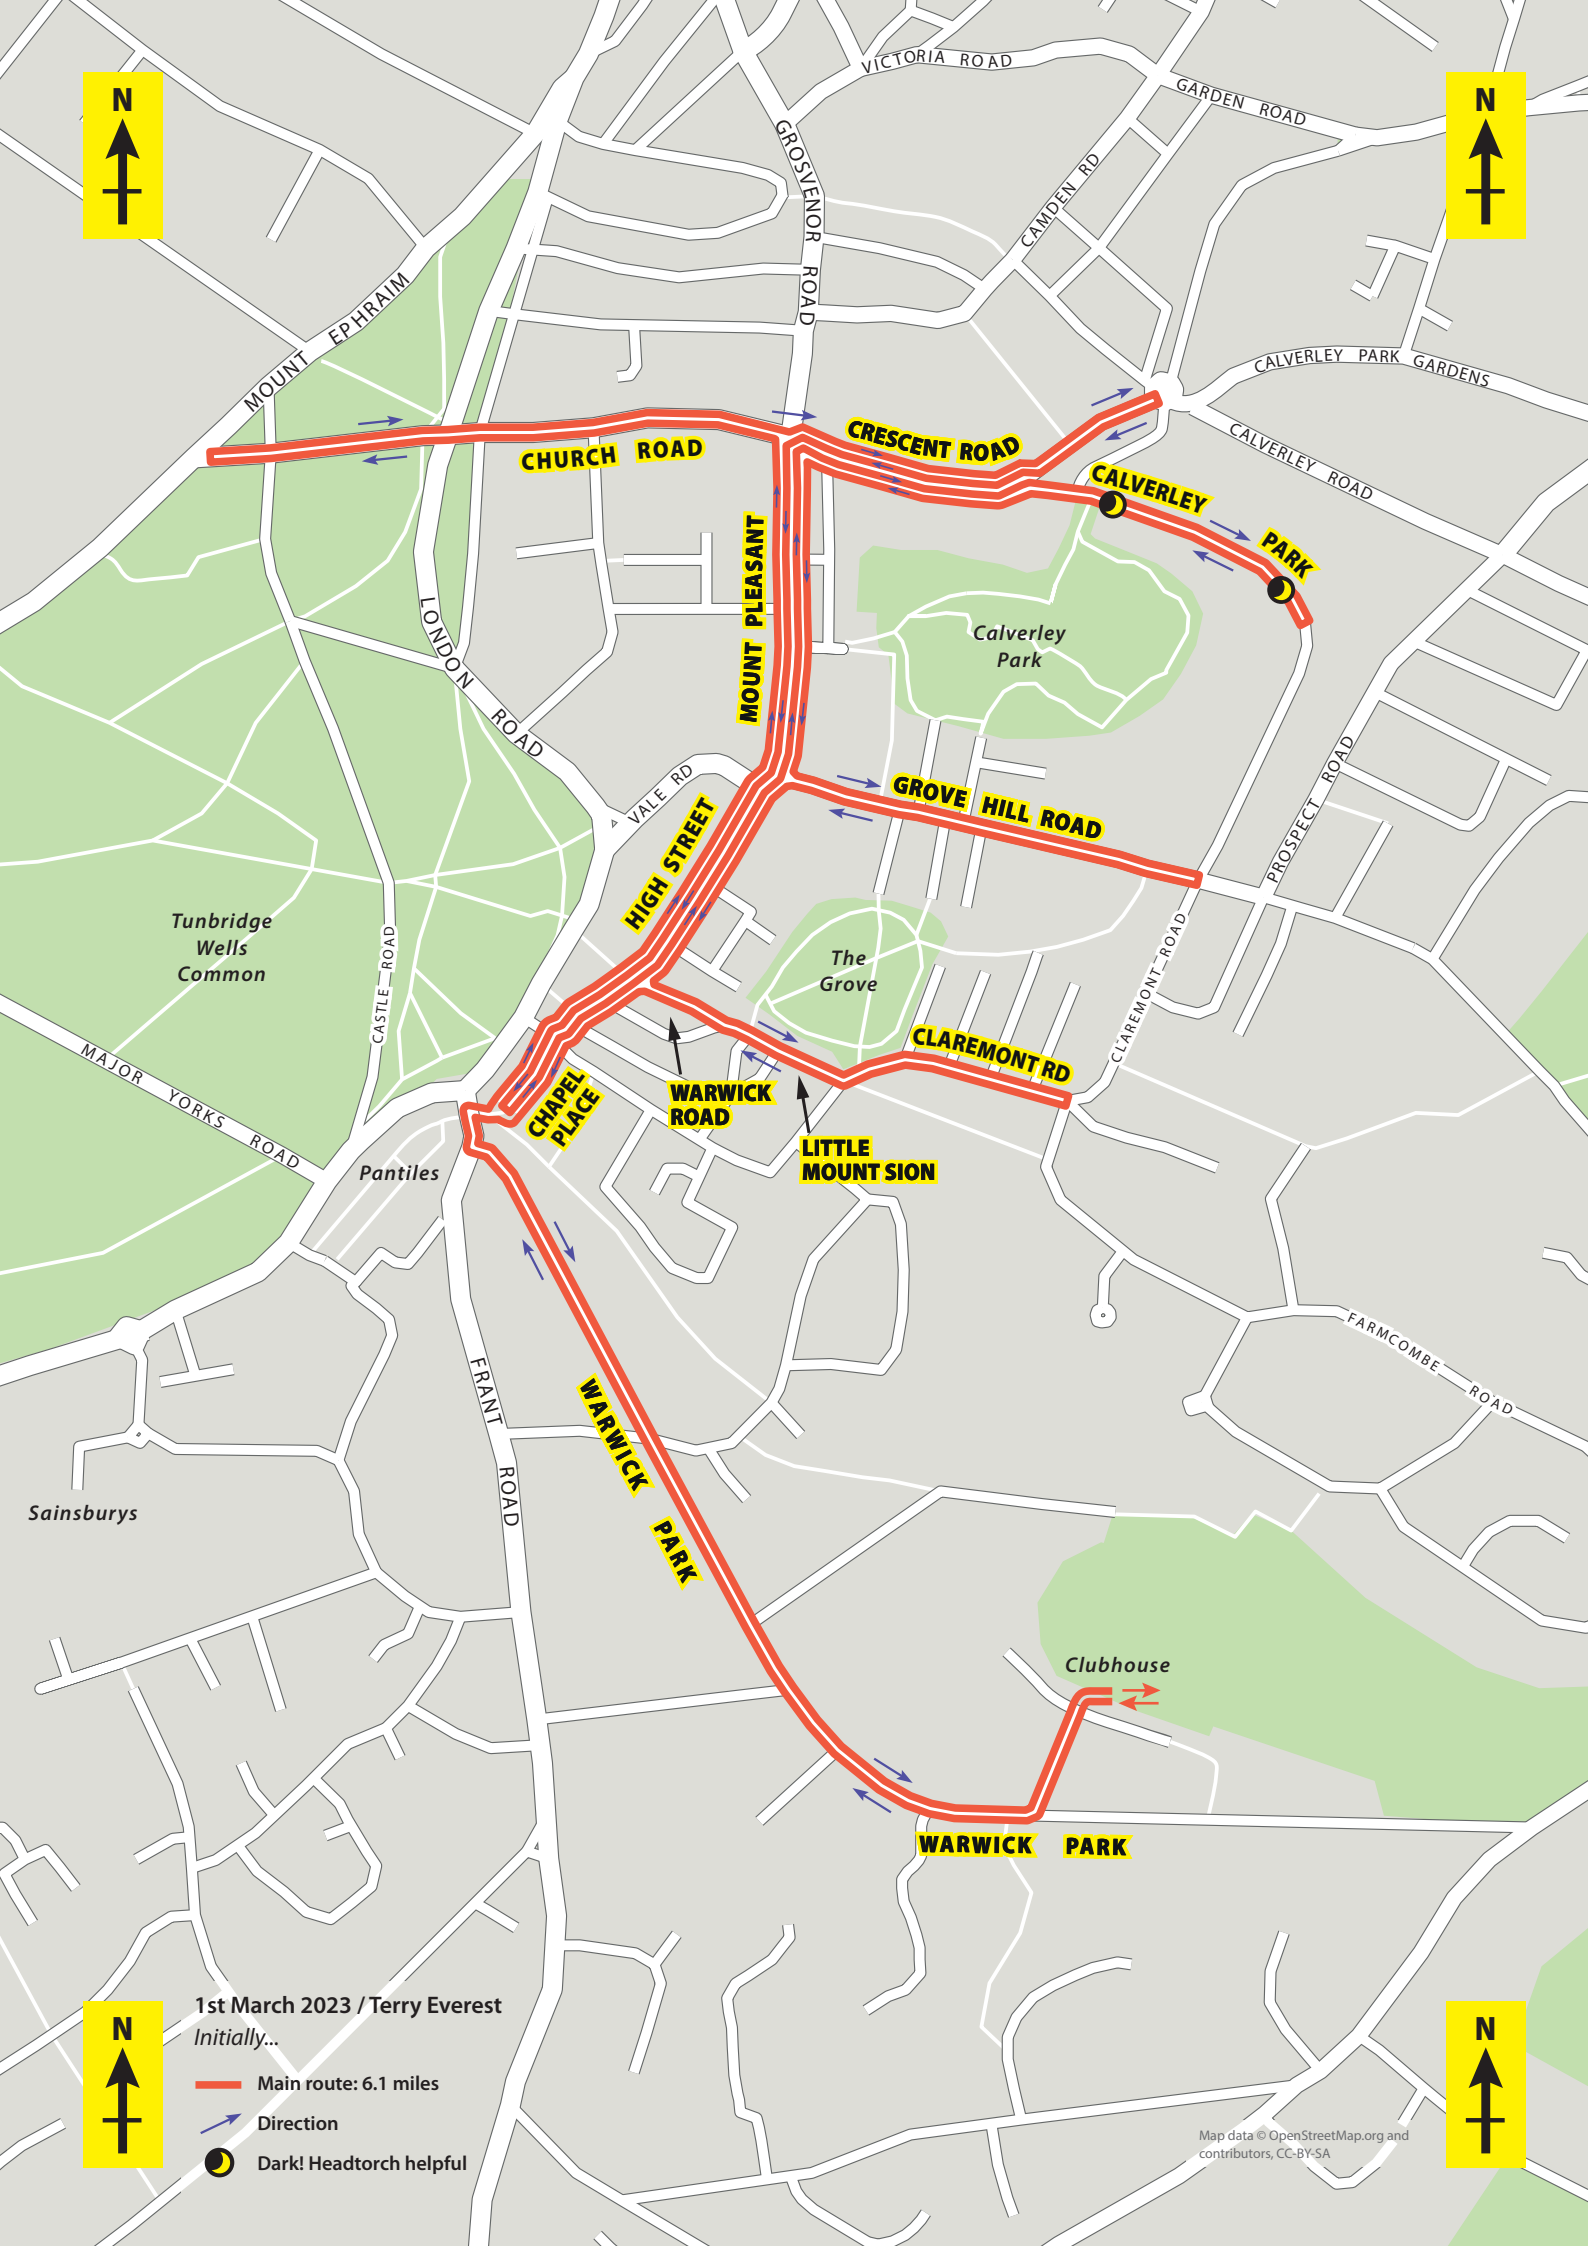 N
N
VICTORIA ROAD
GARDEN ROAD
GROSVENOR ROAD
CAMDEN RD
MOUNT EPHRAIM
CALVERLEY PARK GARDENS
CHURCH ROAD
CRESCENT ROAD
CALVERLEY ROAD
CALVERLEY PARK
MOUNT PLEASANT
LONDON ROAD
Calverley
Park
VALE RD
GROVE HILL ROAD
PROSPECT ROAD
HIGH STREET
Tunbridge
Wells
Common
CASTLE ROAD
The
Grove
CLAREMONT ROAD
MAJOR YORKS ROAD
CLAREMONT RD
CHAPEL
PLACE
WARWICK
ROAD
LITTLE
MOUNT SION
Pantiles
FARMCOMBE ROAD
FRANT ROAD
WARWICK PARK
Sainsburys
Clubhouse
WARWICK PARK
1st March 2023 / Terry Everest
Initially...
Main route: 6.1 miles
Direction
Dark! Headtorch helpful
N
N
Map data © OpenStreetMap.org and
contributors, CC-BY-SA